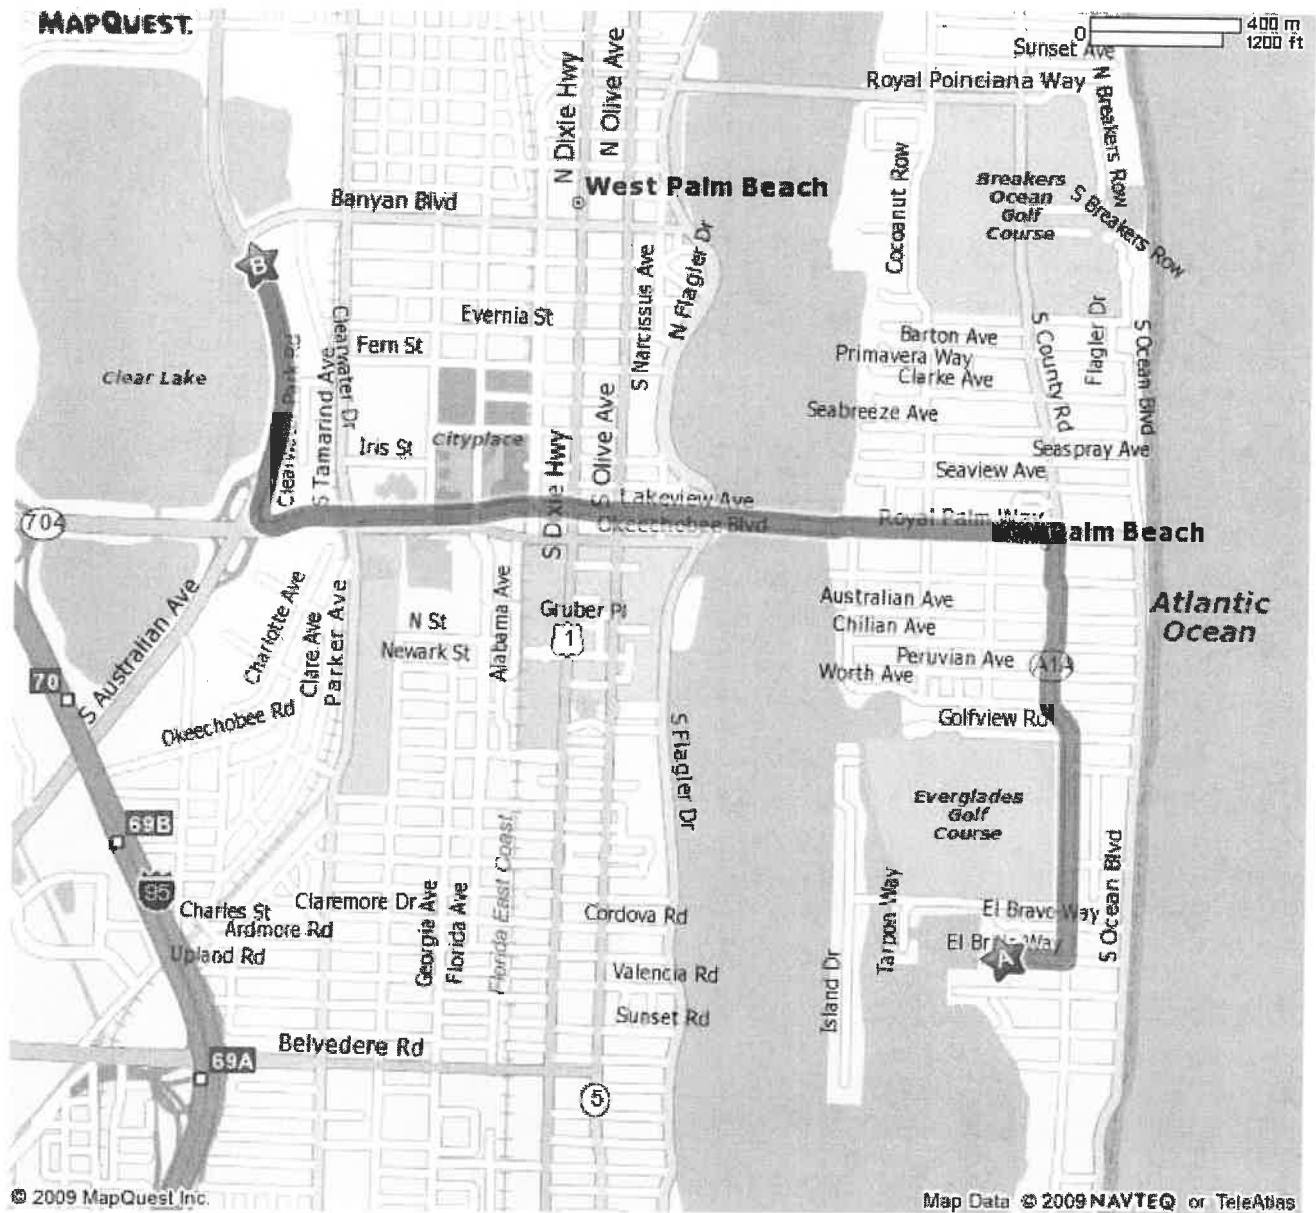 MAPQUEST.
0
400 m
1200 ft
Sunset Ave
Royal Poinciana Way
N Breakers Row
N Dixie Hwy
N Olive Ave
West Palm Beach
Banyan Blvd
Cocoanut Row
Breakers
Ocean
Golf
Course
S Breakers Row
B
S Narcissus Ave
N Flagler Dr
Evernia St
Fern St
Clearwater Dr
Clear Lake
Barton Ave
Primavera Way
Clarke Ave
Seabreeze Ave
S County Rd
Flagler Dr
S Ocean Blvd
S Tamarind Ave
Iris St
Cityplace
S Dixie Hwy
S Olive Ave
Seaspray Ave
Seaview Ave
Lakeview Ave
Okeechobee Blvd
Royal Palm Way
704
Palm Beach
S Australian Ave
Charlotte Ave
Clare Ave
Parker Ave
N St
Newark St
Alabama Ave
Gruber Pl
1
Australian Ave
Chilian Ave
Peruvian Ave
Worth Ave
A1A
Atlantic
Ocean
70
Okeechobee Rd
Golfview Rd
S Flagler Dr
Everglades
Golf
Course
69B
95
Charles St
Claremore Dr
Ardmore Rd
Upland Rd
Georgia Ave
Florida Ave
Florida East Coast
Cordova Rd
Valencia Rd
Sunset Rd
Island Dr
Tarpon Way
El Bravo Way
Way
A
S Ocean Blvd
Belvedere Rd
69A
5
© 2009 MapQuest Inc.
Map Data © 2009 NAVTEQ or TeleAtlas